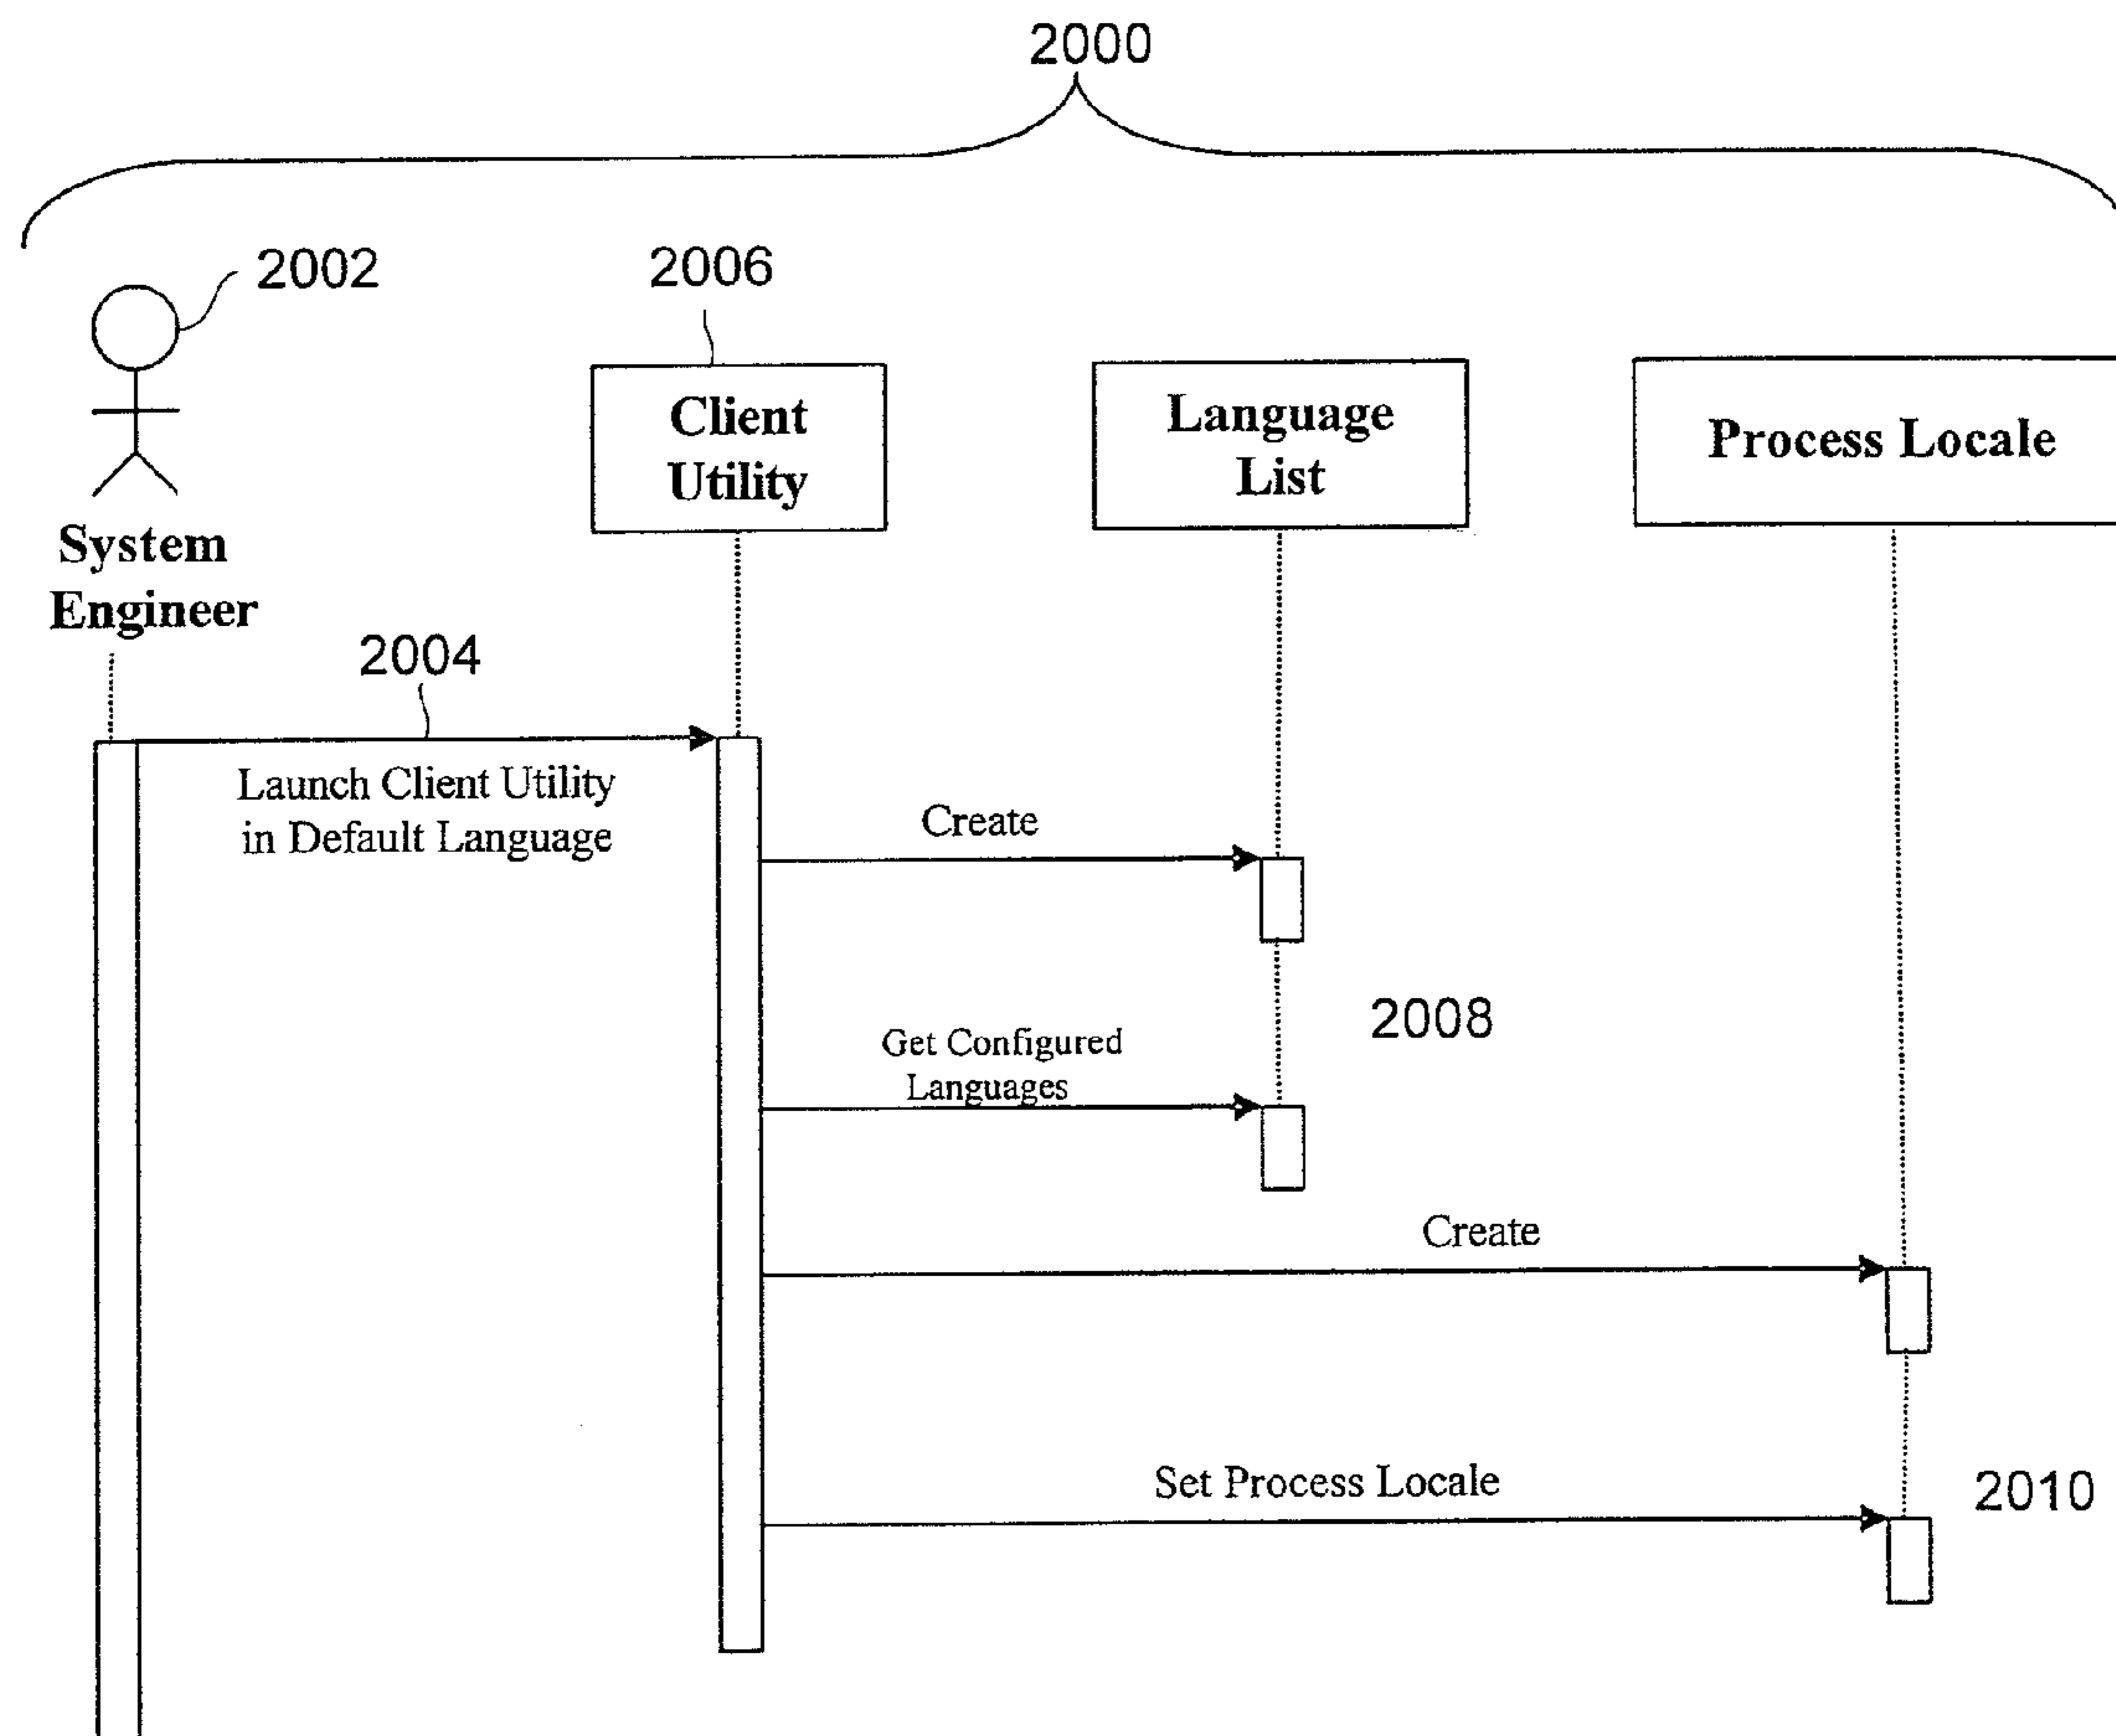 2000
2002
2006
Client
Utility
Language
List
Process Locale
System
Engineer
2004
Launch Client Utility
in Default Language
Create
2008
Get Configured
Languages
Create
Set Process Locale
2010